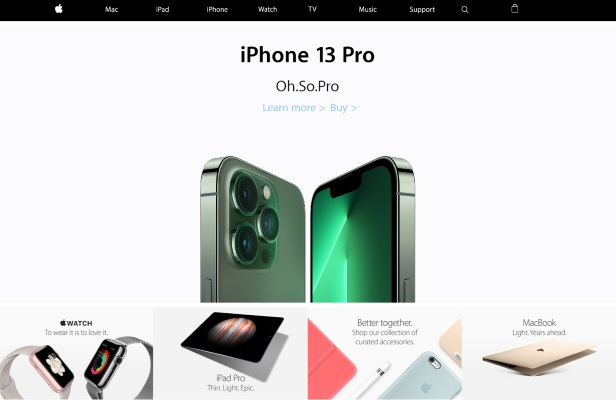 Mac iPad iPhone Watch TV Music Support
iPhone 13 Pro
Oh.So.Pro
Learn more > Buy >
WATCH
To wear it is to love it.
iPad Pro
Thin. Light. Epic.
Better together.
Shop our collection of
curated accessories.
MacBook
Light. Years ahead.